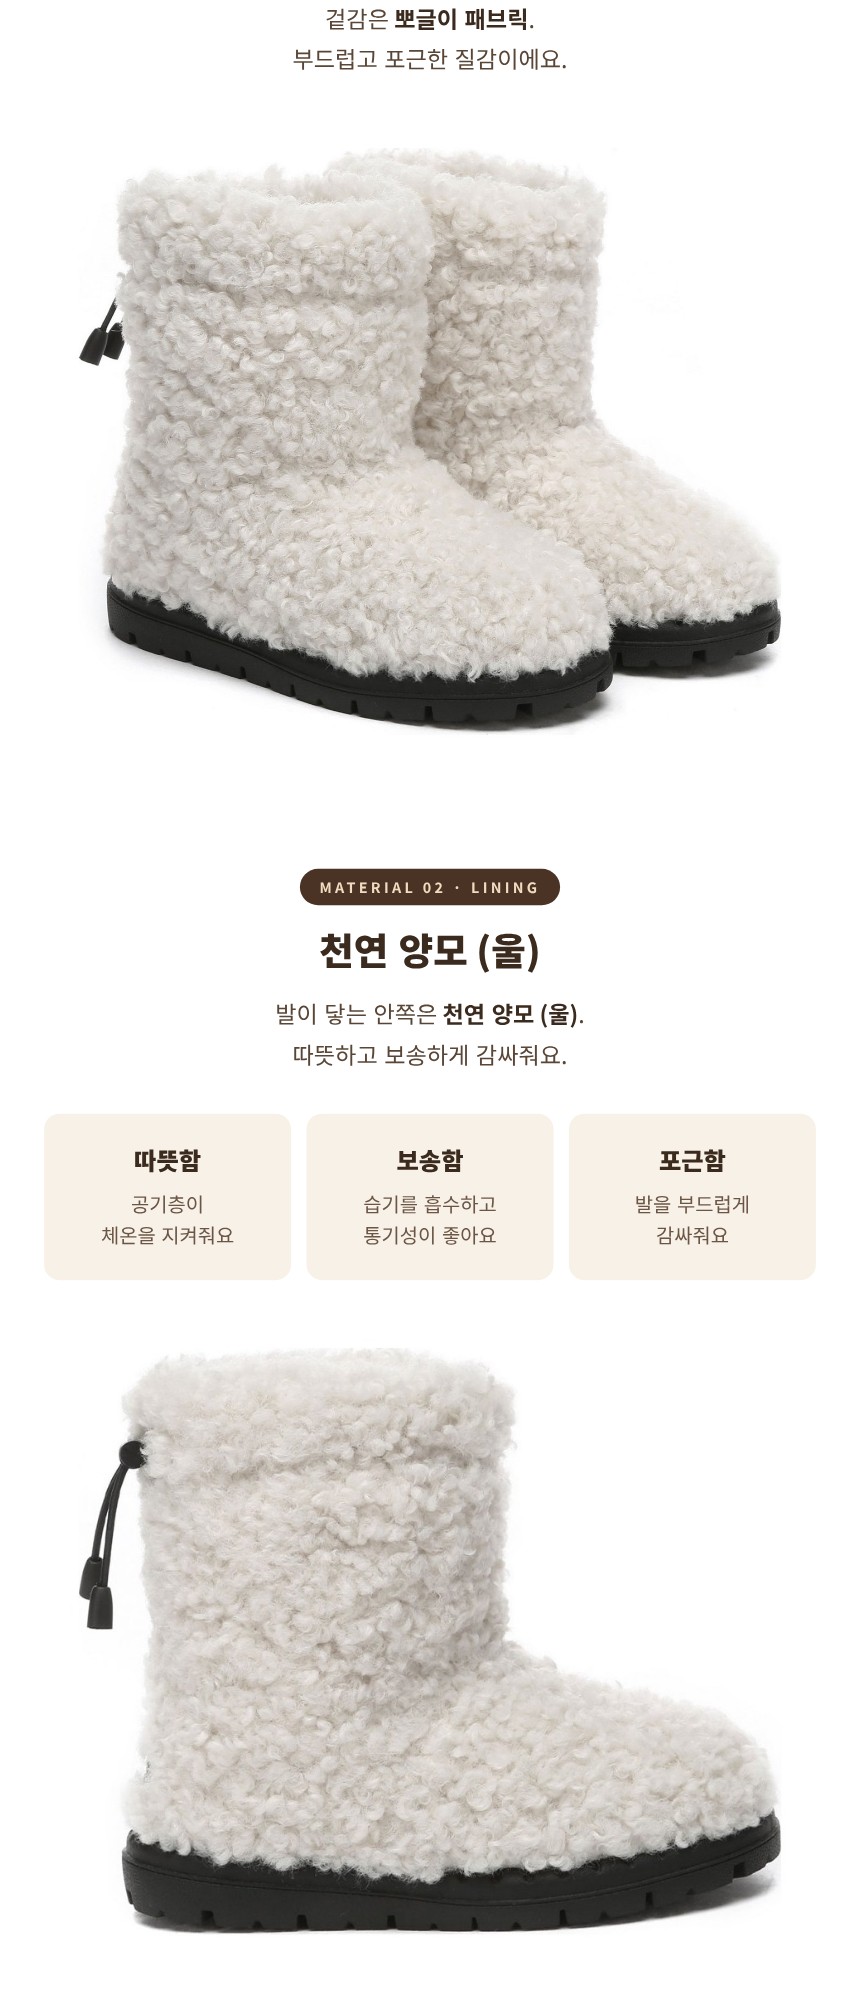 겉감은 뽀글이 패브릭.
부드럽고 포근한 질감이에요.
MATERIAL 02 · LINING
천연 양모 (울)
발이 닿는 안쪽은 천연 양모 (울).
따뜻하고 보송하게 감싸줘요.
따뜻함
공기층이
체온을 지켜줘요
보송함
습기를 흡수하고
통기성이 좋아요
포근함
발을 부드럽게
감싸줘요